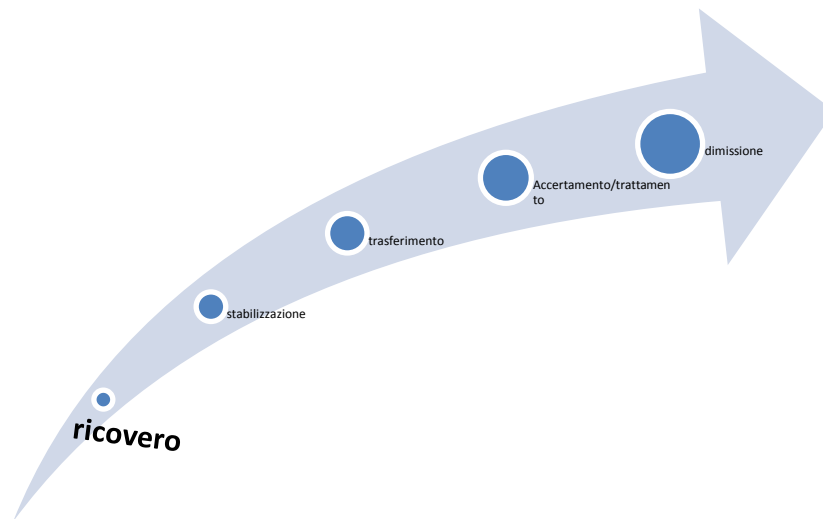 ricovero
stabilizzazione
trasferimento
Accertamento/trattamen
to
dimissione